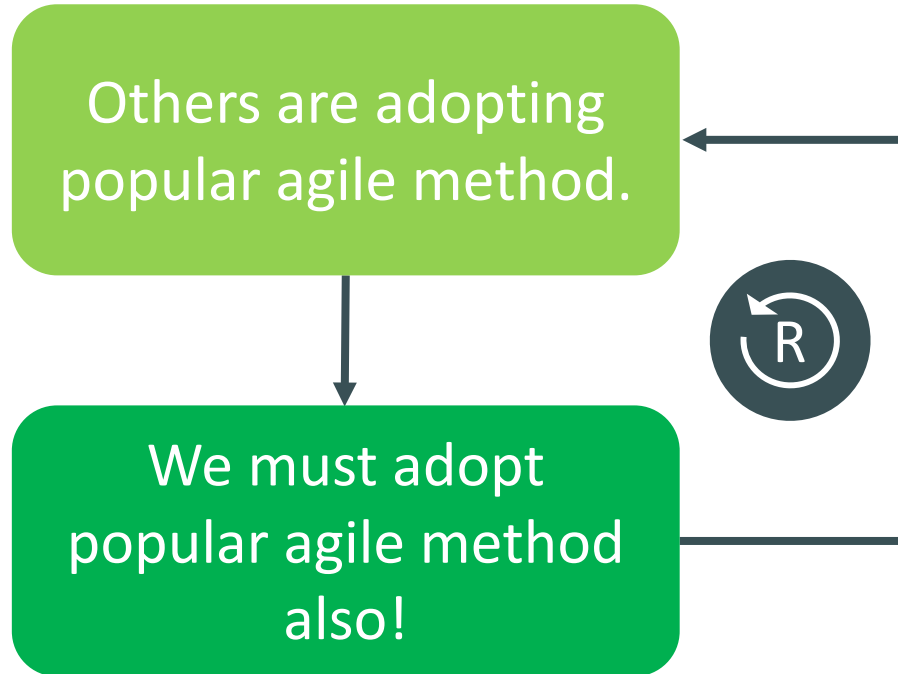 Others are adopting
popular agile method.
R
We must adopt
popular agile method
also!